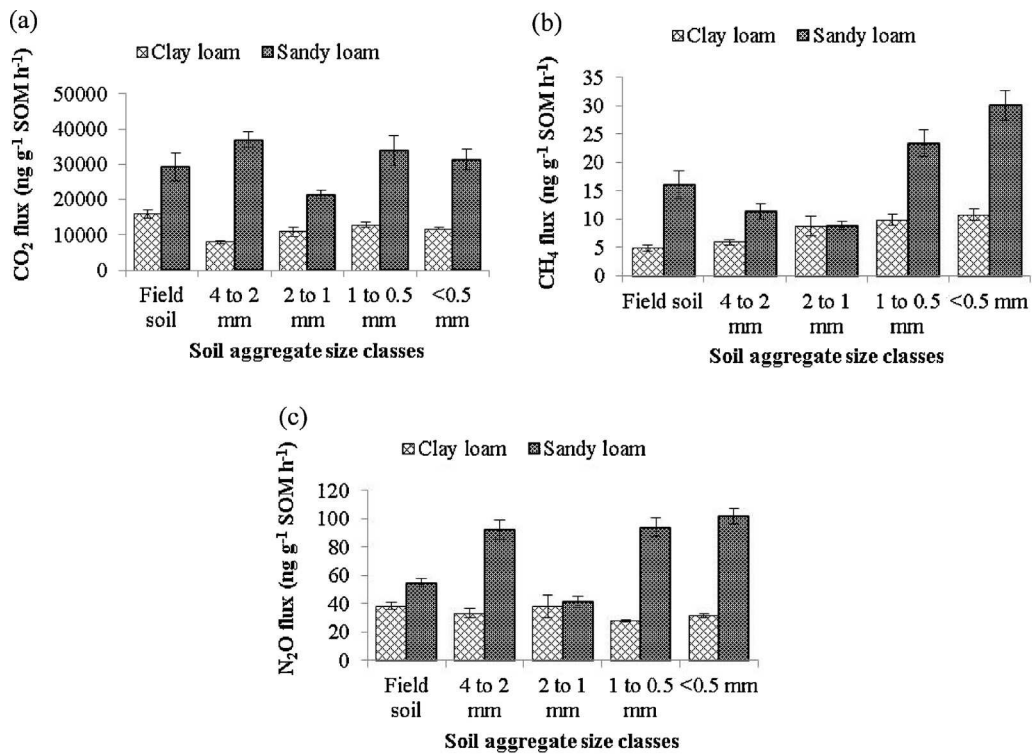 (a)
Clay loam Sandy loam
CO₂ flux (ng g⁻¹ SOM h⁻¹)
50000
40000
30000
20000
10000
0
Field soil
4 to 2 mm
2 to 1 mm
1 to 0.5 mm
<0.5 mm
Soil aggregate size classes
(b)
Clay loam Sandy loam
CH₄ flux (ng g⁻¹ SOM h⁻¹)
35
30
25
20
15
10
5
0
Field soil
4 to 2 mm
2 to 1 mm
1 to 0.5 mm
<0.5 mm
Soil aggregate size classes
(c)
Clay loam Sandy loam
N₂O flux (ng g⁻¹ SOM h⁻¹)
120
100
80
60
40
20
0
Field soil
4 to 2 mm
2 to 1 mm
1 to 0.5 mm
<0.5 mm
Soil aggregate size classes